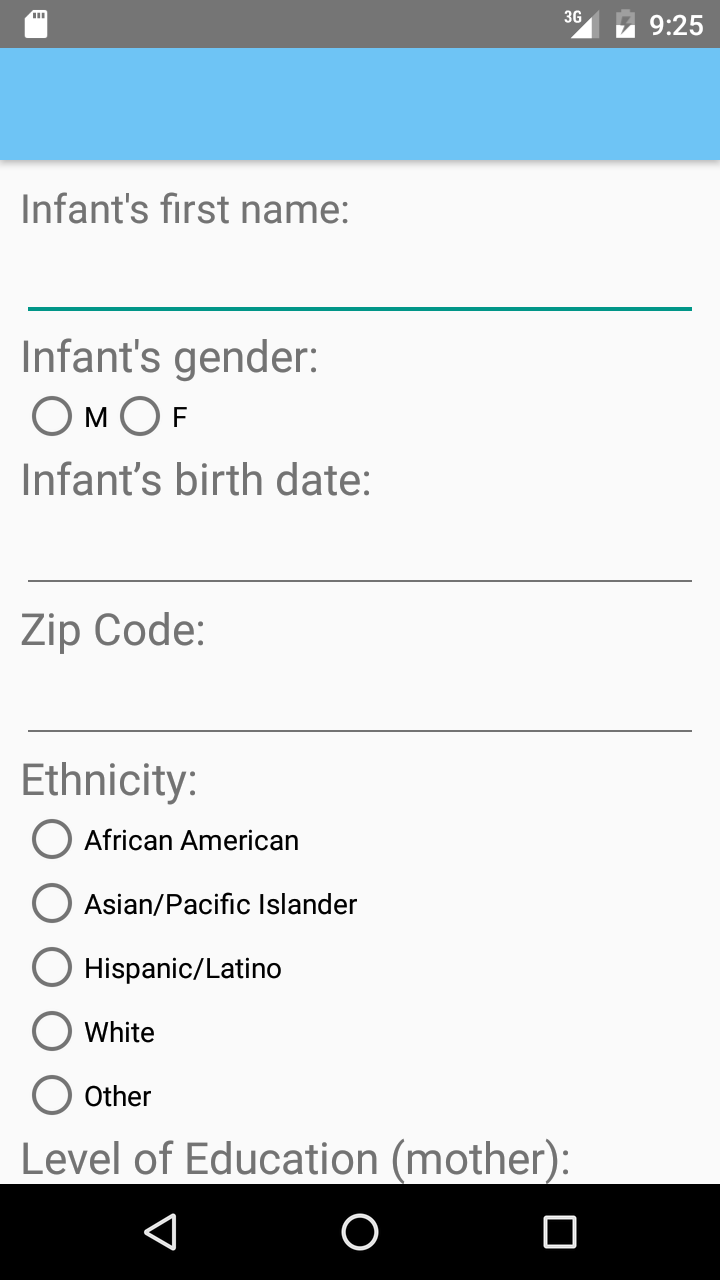 3G 9:25
Infant's first name:
Infant's gender:
M F
Infant’s birth date:
Zip Code:
Ethnicity:
African American
Asian/Pacific Islander
Hispanic/Latino
White
Other
Level of Education (mother):